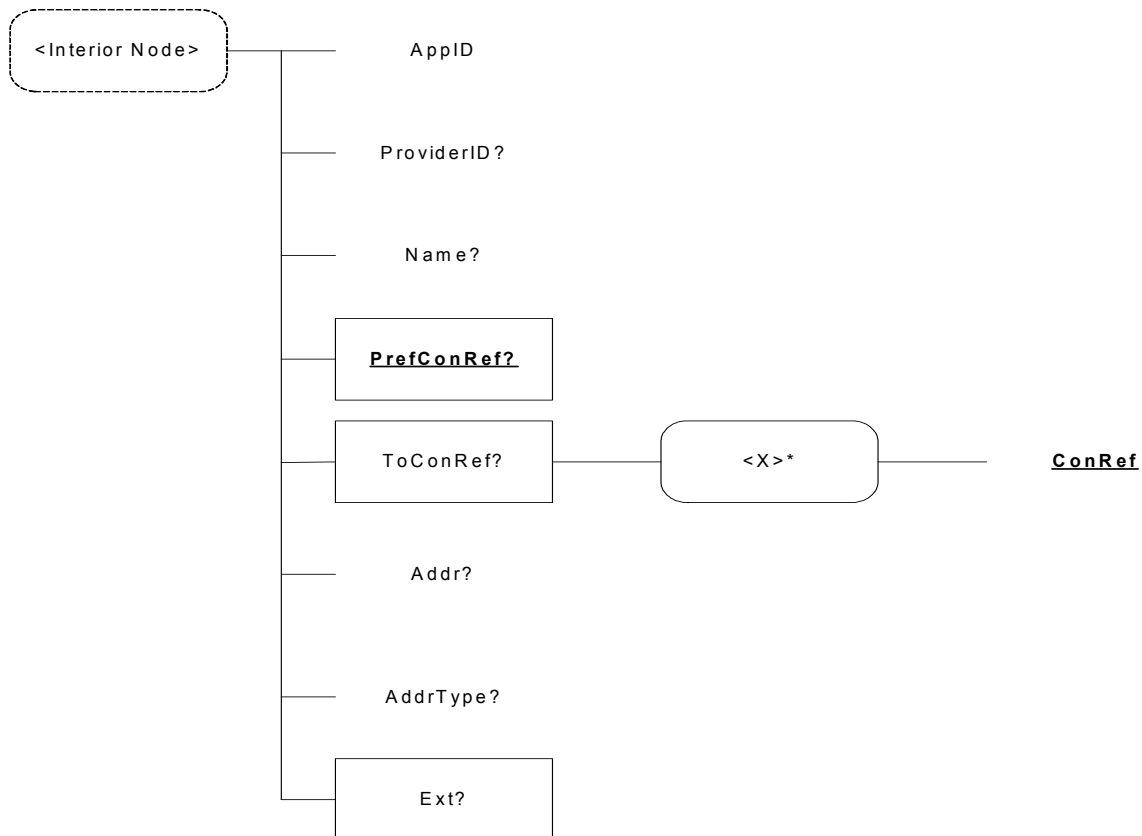 <Interior Node>
AppID
ProviderID?
Name?
PrefConRef?
ToConRef?
<X>*
ConRef
Addr?
AddrType?
Ext?